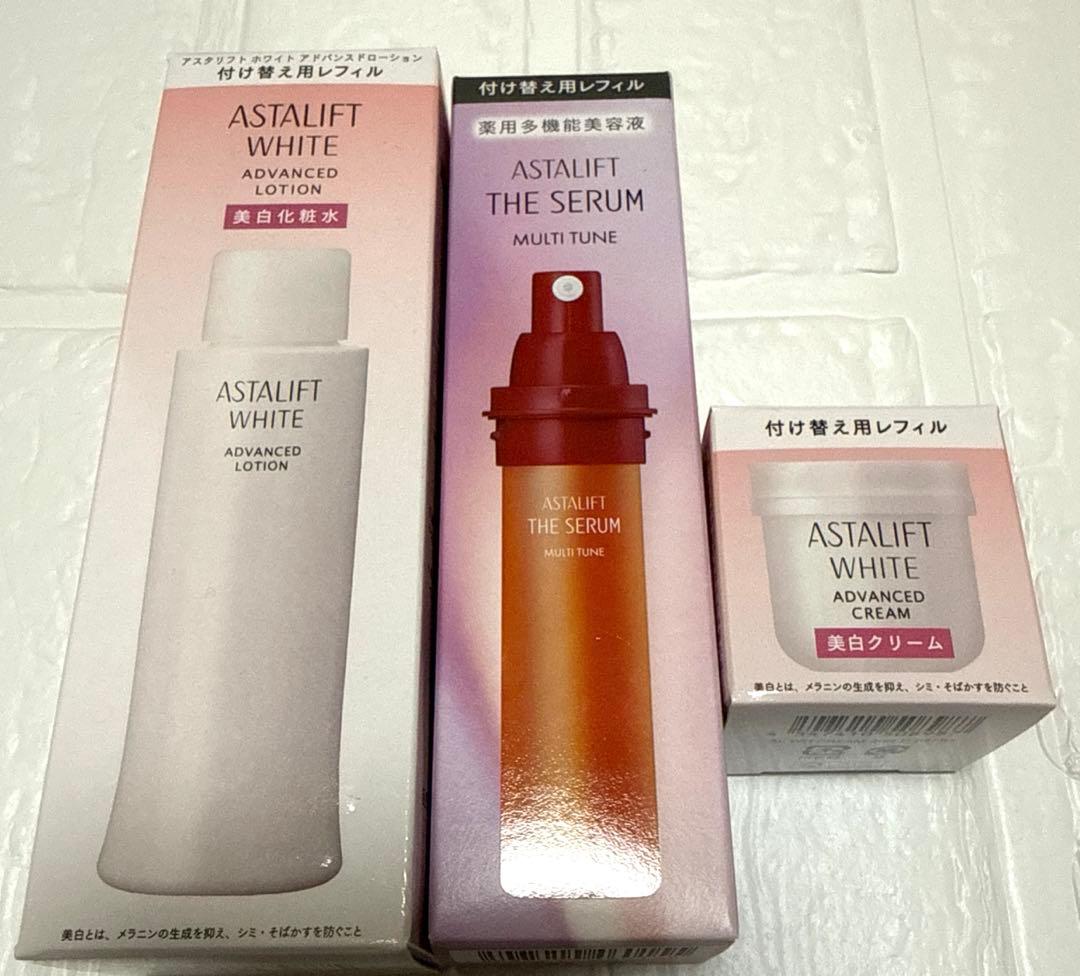 アスタリフト ホワイト アドバンスドローション
付け替え用レフィル
ASTALIFT
WHITE
ADVANCED
LOTION
美白化粧水
ASTALIFT
WHITE
ADVANCED
LOTION
美白とは、メラニンの生成を抑え、シミ・そばかすを防ぐこと
付け替え用レフィル
薬用多機能美容液
ASTALIFT
THE SERUM
MULTI TUNE
ASTALIFT
THE SERUM
MULTI TUNE
付け替え用レフィル
ASTALIFT
WHITE
ADVANCED
CREAM
美白クリーム
美白とは、メラニンの生成を抑え、シミ・そばかすを防ぐこと